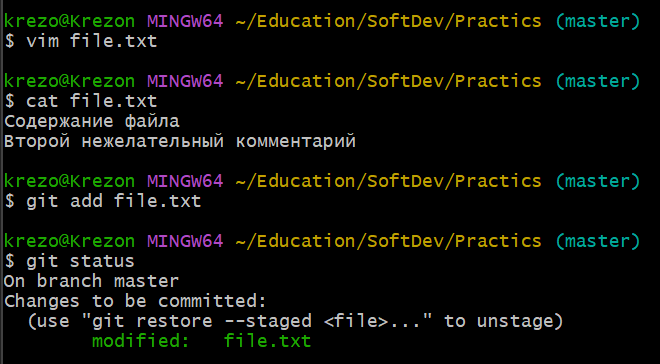 krezo@Krezon MINGW64 ~/Education/SoftDev/Practics (master)
$ vim file.txt
krezo@Krezon MINGW64 ~/Education/SoftDev/Practics (master)
$ cat file.txt
Содержание файла
Второй нежелательный комментарий
krezo@Krezon MINGW64 ~/Education/SoftDev/Practics (master)
$ git add file.txt
krezo@Krezon MINGW64 ~/Education/SoftDev/Practics (master)
$ git status
On branch master
Changes to be committed:
  (use "git restore --staged <file>..." to unstage)
        modified:   file.txt